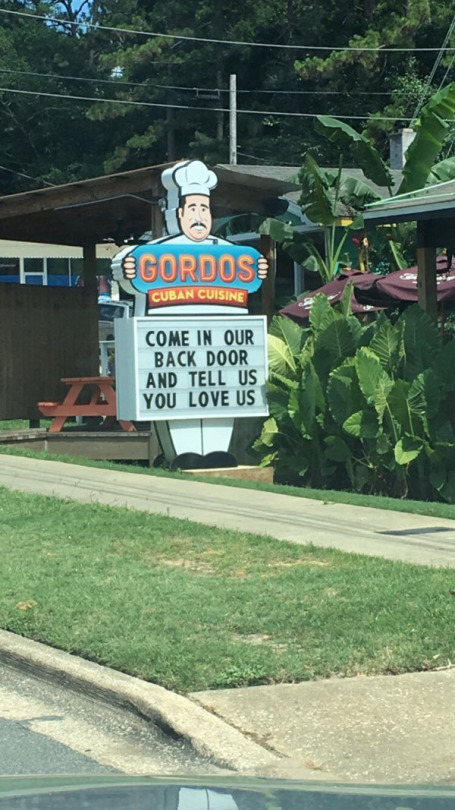 GORDOS
CUBAN CUISINE
COME IN OUR
BACK DOOR
AND TELL US
YOU LOVE US